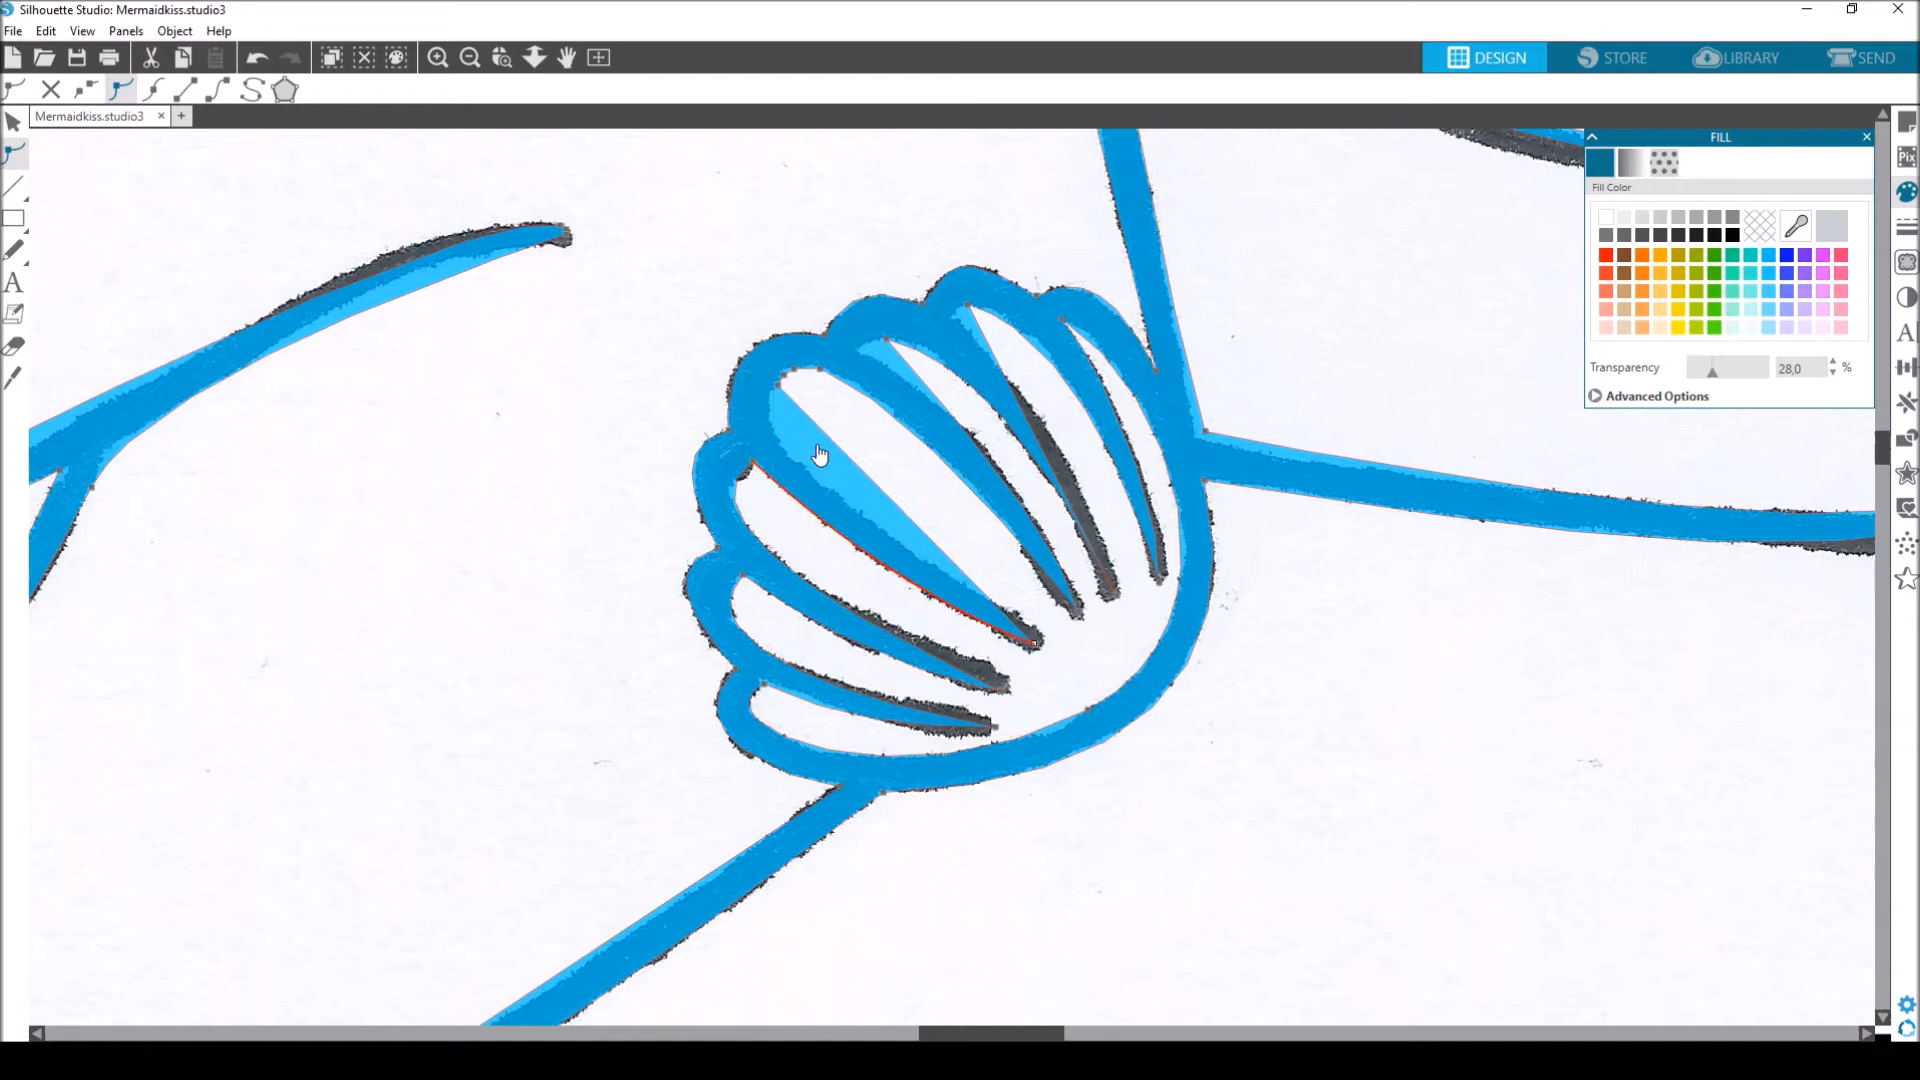 Silhouette Studio: Mermaidkiss.studio3
File Edit View Panels Object Help
DESIGN STORE LIBRARY SEND
Mermaidkiss.studio3
FILL
Pix
Fill Color
A
A
Transparency 28,0 %
Advanced Options